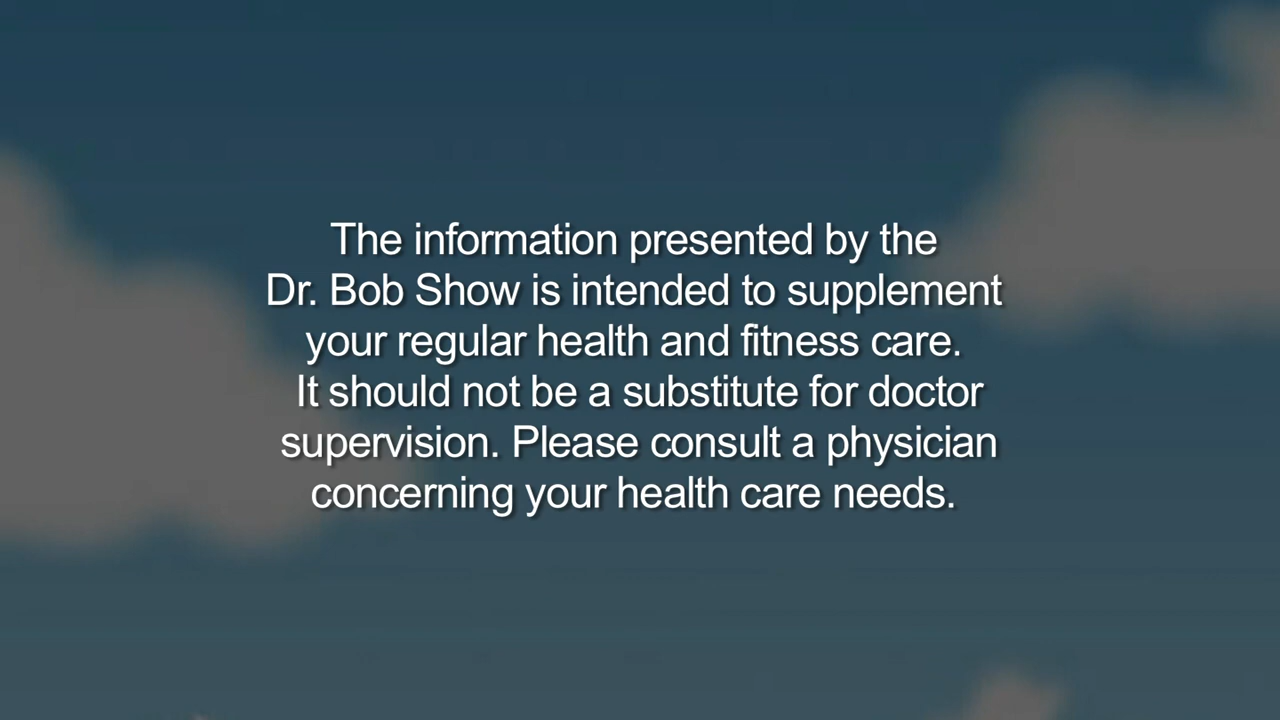 The information presented by the
Dr. Bob Show is intended to supplement
your regular health and fitness care.
It should not be a substitute for doctor
supervision. Please consult a physician
concerning your health care needs.